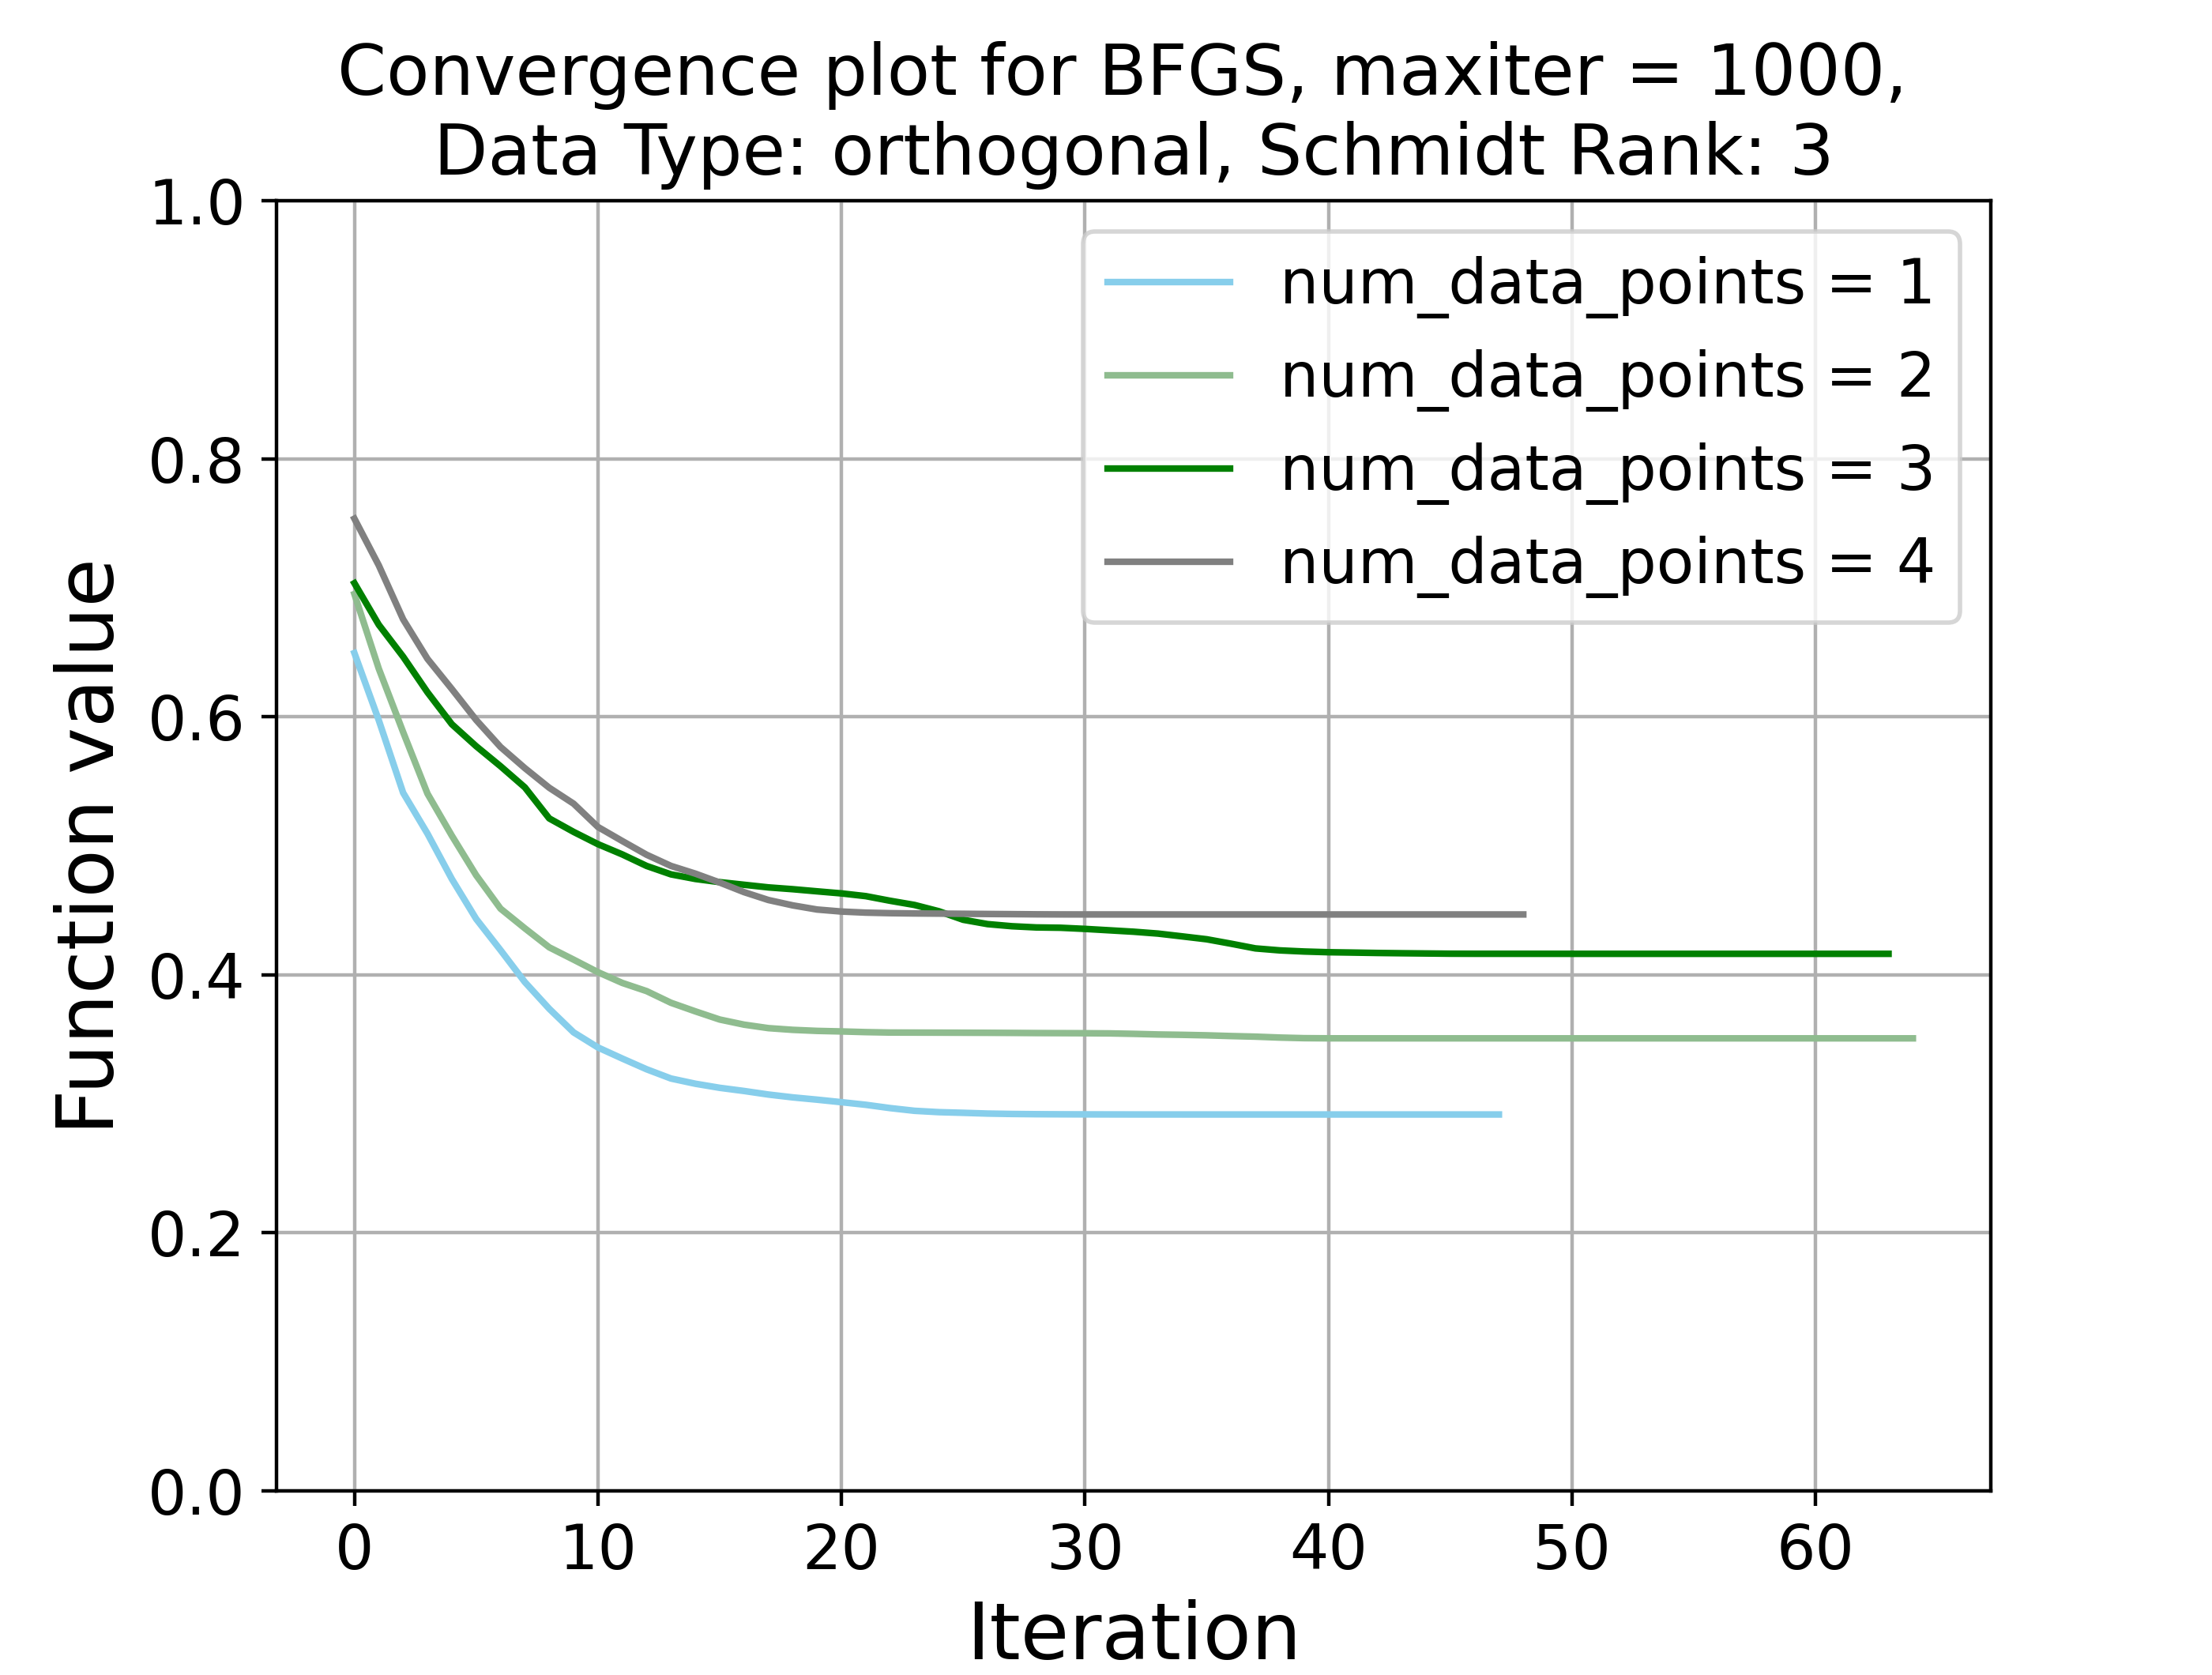 Convergence plot for BFGS, maxiter = 1000,
Data Type: orthogonal, Schmidt Rank: 3
num_data_points = 1
num_data_points = 2
num_data_points = 3
num_data_points = 4
Function value
1.0
0.8
0.6
0.4
0.2
0.0
0 10 20 30 40 50 60
Iteration